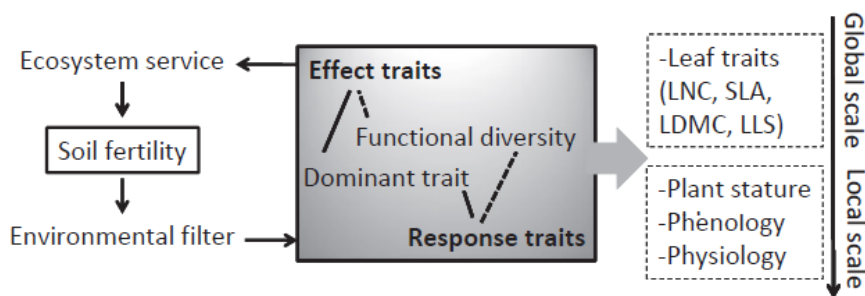 Ecosystem service
Soil fertility
Environmental filter
Effect traits
Functional diversity
Dominant trait
Response traits
-Leaf traits
(LNC, SLA,
LDMC, LLS)
-Plant stature
-Phenology
-Physiology
Global scale
Local scale